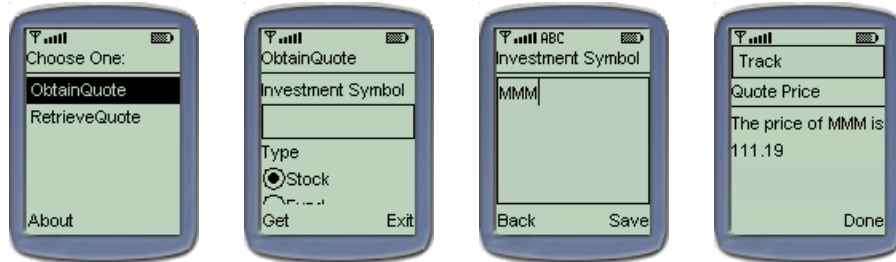 Choose One:
ObtainQuote
RetrieveQuote
About
ObtainQuote
Investment Symbol
Type
Stock
Get Exit
ABC
Investment Symbol
MMM
Back Save
Track
Quote Price
The price of MMM is
111.19
Done